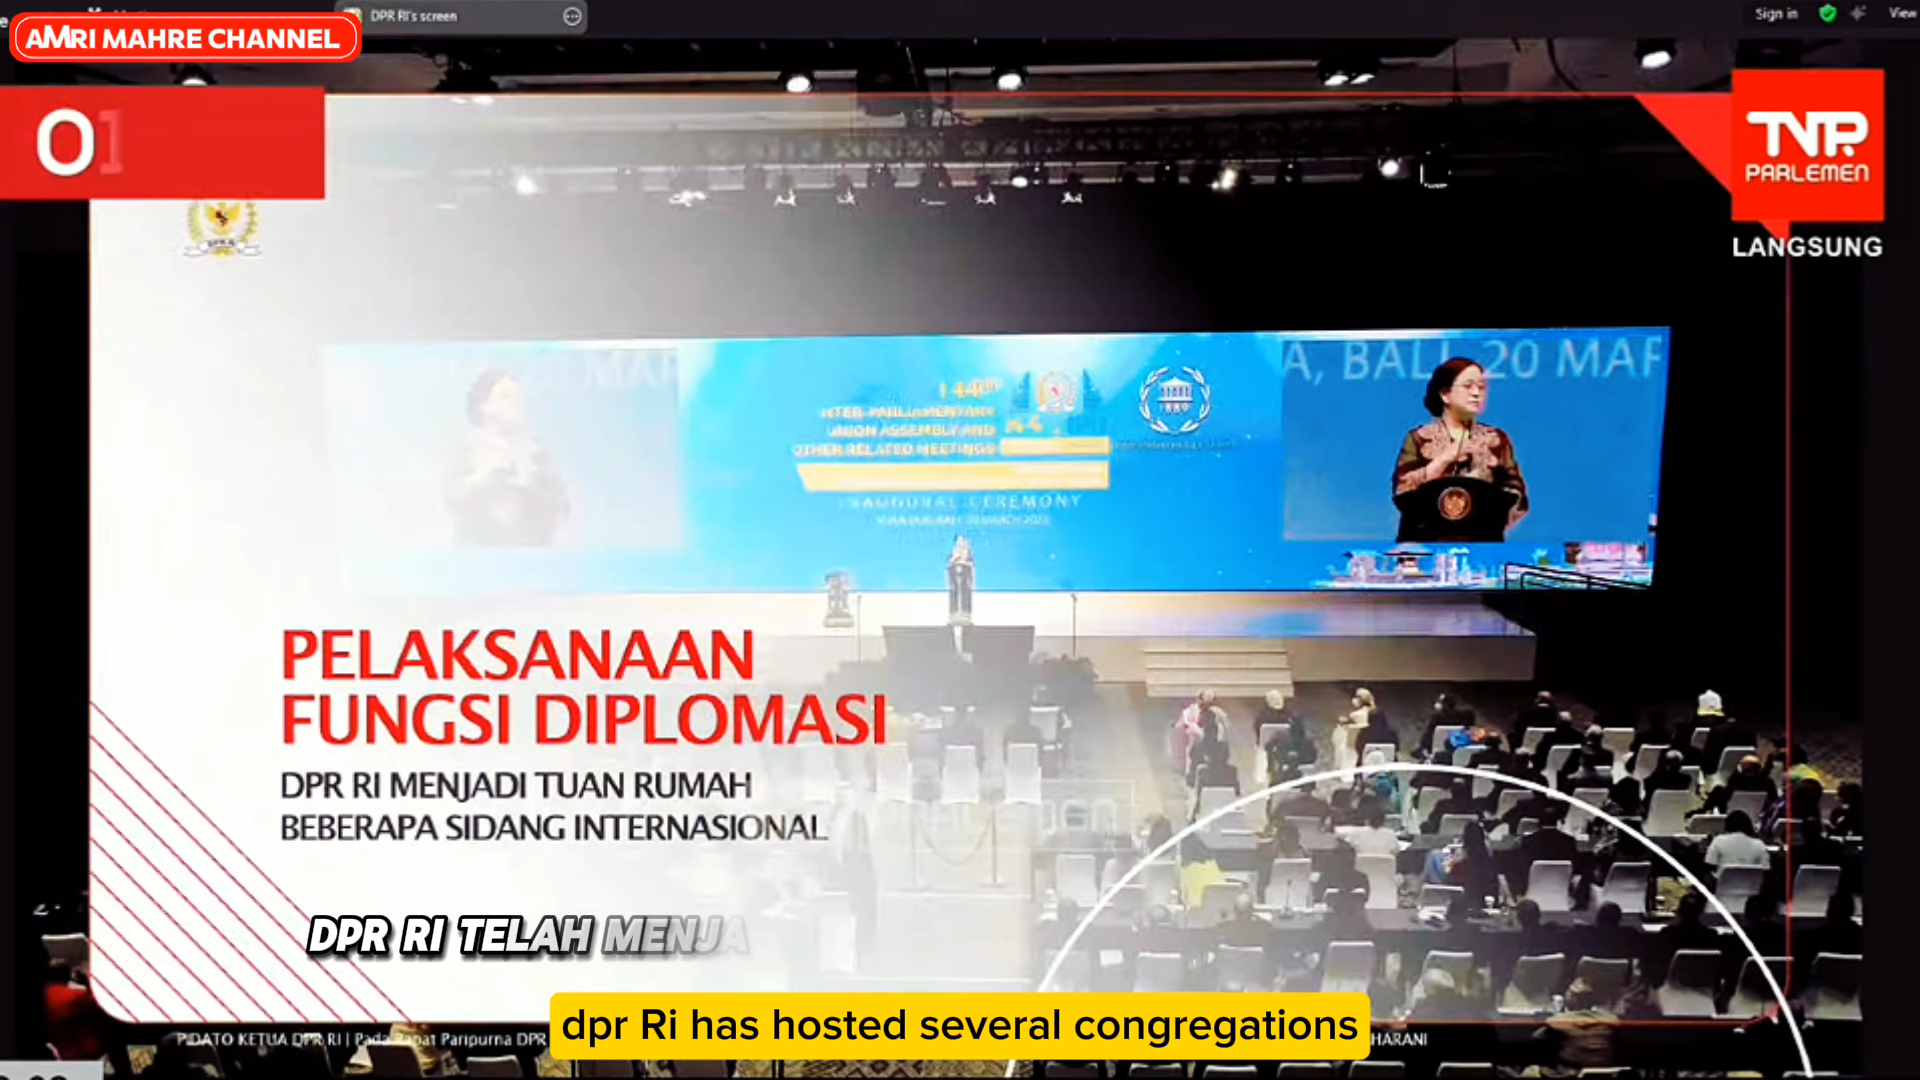 DPR RI's screen
Sign in
View
AMRI MAHRE CHANNEL
01
TVR
PARLEMEN
LANGSUNG
A, BALI, 20 MAR
144th
INTER-PARLIAMENTARY
UNION ASSEMBLY AND
OTHER RELATED MEETINGS
INAUGURAL CEREMONY
PELAKSANAAN
FUNGSI DIPLOMASI
DPR RI MENJADI TUAN RUMAH
BEBERAPA SIDANG INTERNASIONAL
DPR RI TELAH MENJA
dpr Ri has hosted several congregations
PIDATO KETUA DPR RI | Pada Rapat Paripurna DPR
HARANI